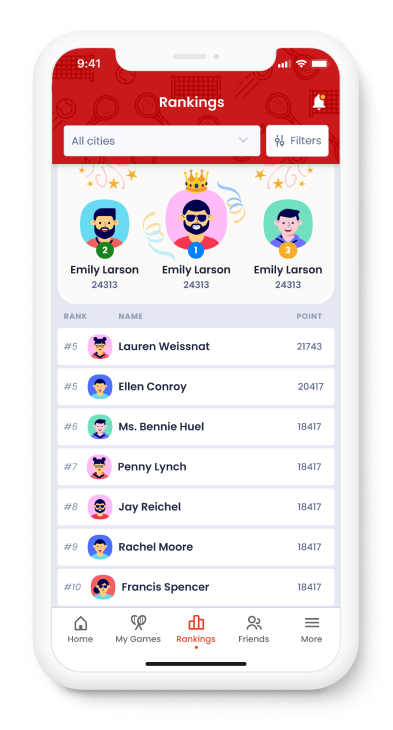 9:41
Rankings
All cities
Filters
2
1
3
Emily Larson
Emily Larson
Emily Larson
24313
24313
24313
RANK NAME POINT
#5 Lauren Weissnat 21743
#5 Ellen Conroy 20417
#6 Ms. Bennie Huel 18417
#7 Penny Lynch 18417
#8 Jay Reichel 18417
#9 Rachel Moore 18417
#10 Francis Spencer 18417
Home My Games Rankings Friends More